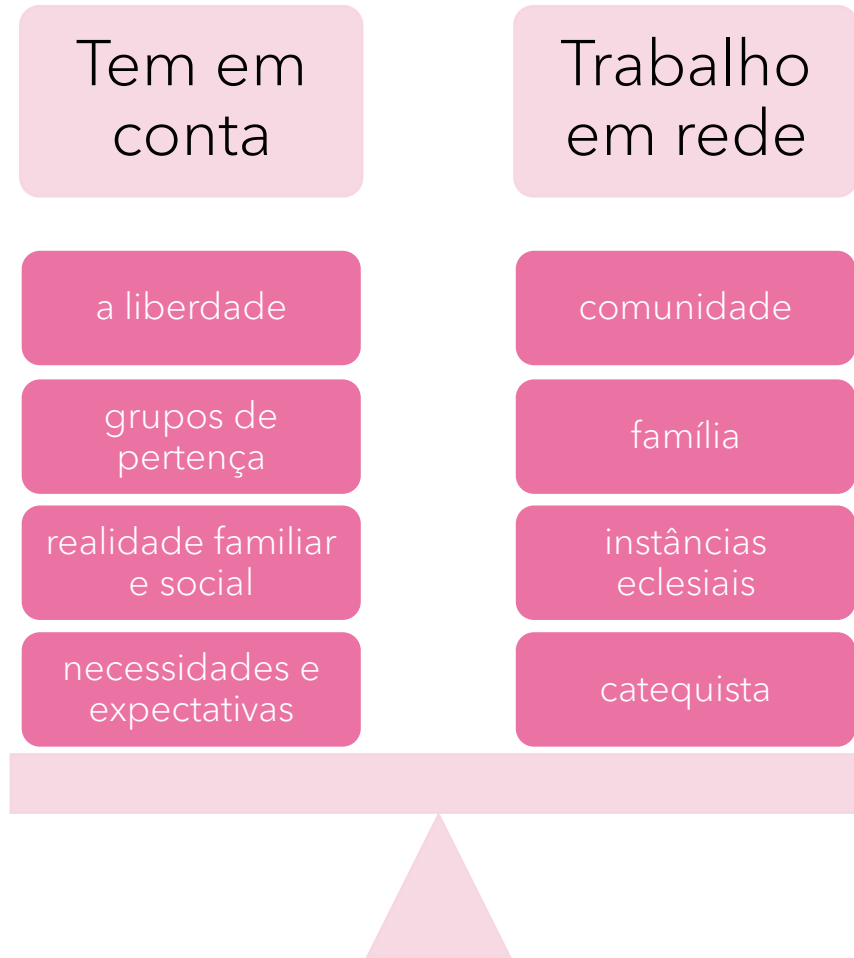 Tem em
conta
a liberdade
grupos de
pertença
realidade familiar
e social
necessidades e
expectativas
Trabalho
em rede
comunidade
família
instâncias
eclesiais
catequista